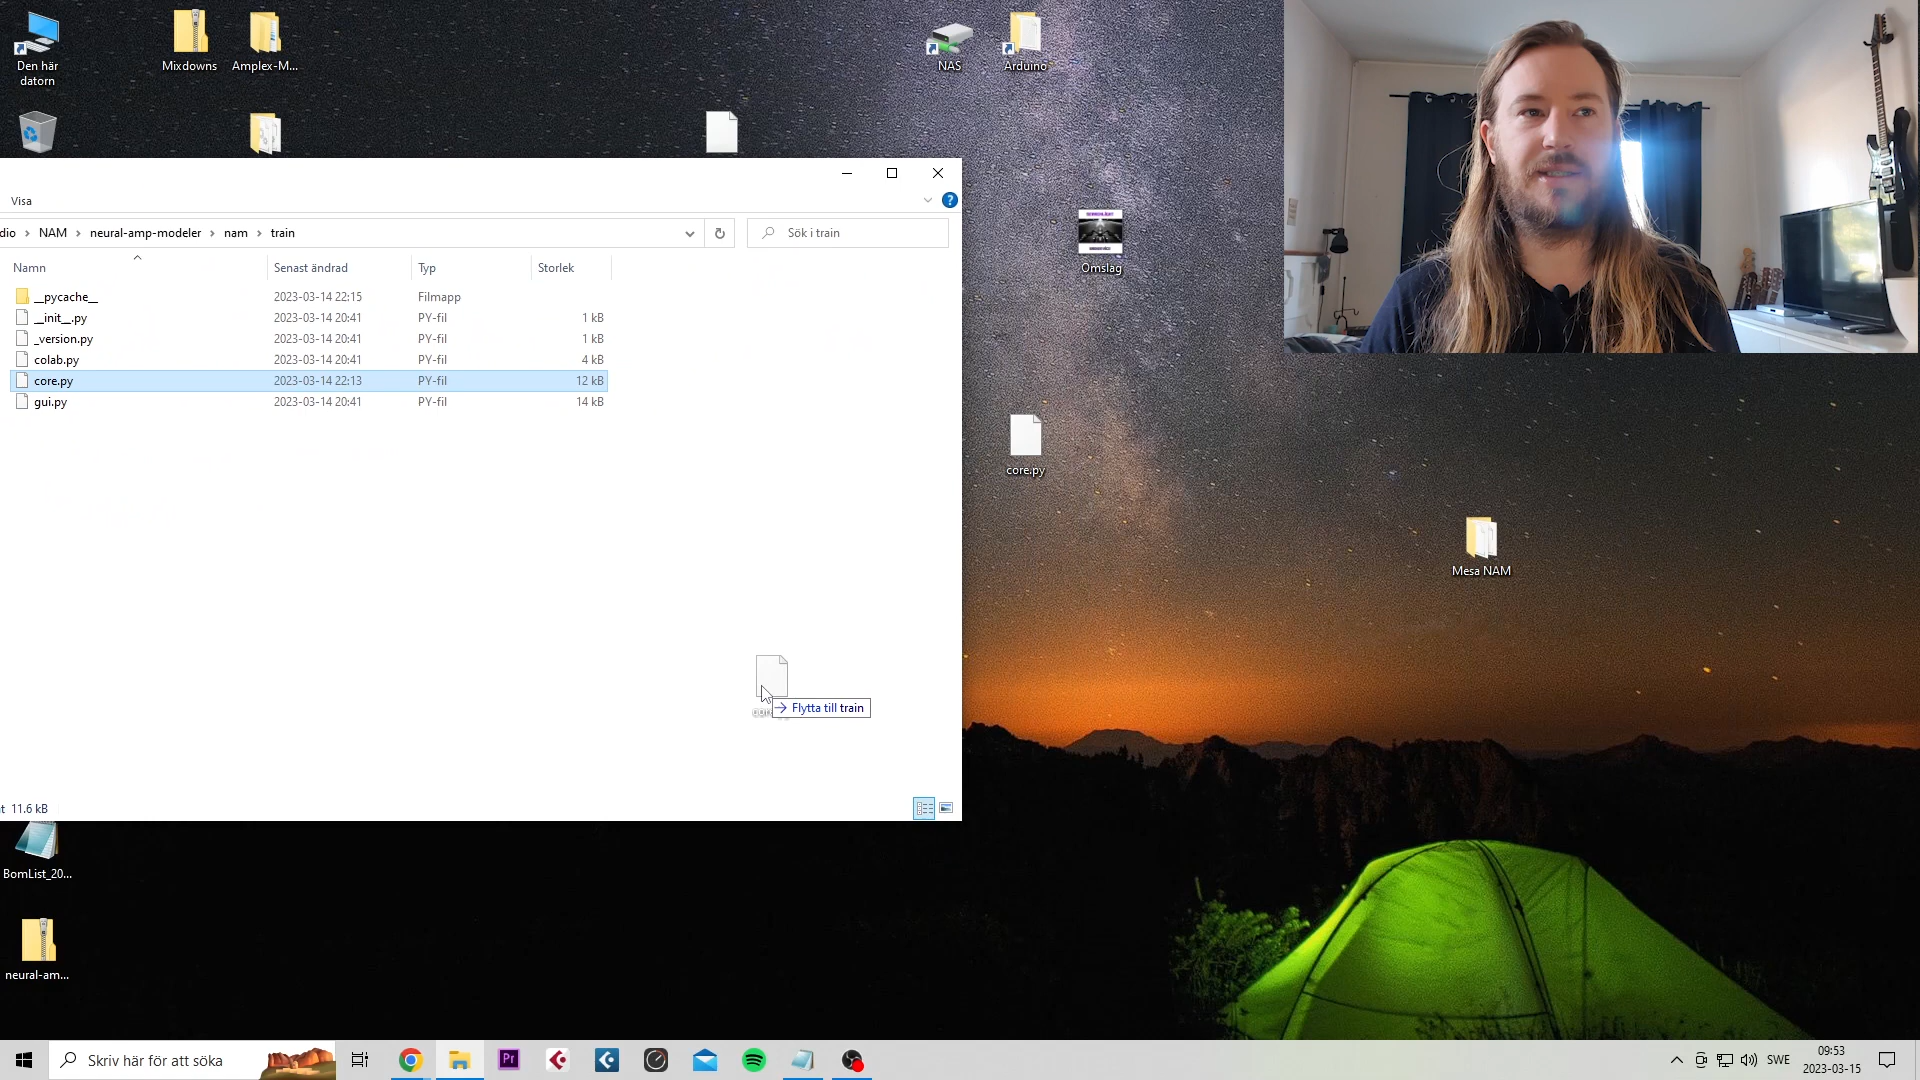 Den här
datorn
Mixdowns
Amplex-M...
NAS
Arduino
Visa
dio > NAM > neural-amp-modeler > nam > train
Sök i train
Namn
Senast ändrad
Typ
Storlek
__pycache__
2023-03-14 22:15
Filmapp
__init__.py
2023-03-14 20:41
PY-fil
1 kB
_version.py
2023-03-14 20:41
PY-fil
1 kB
colab.py
2023-03-14 20:41
PY-fil
4 kB
core.py
2023-03-14 22:13
PY-fil
12 kB
gui.py
2023-03-14 20:41
PY-fil
14 kB
Omslag
core.py
Mesa NAM
Flytta till train
t 11.6 kB
BomList_20...
neural-am...
Skriv här för att söka
Pr
SWE
09:53
2023-03-15